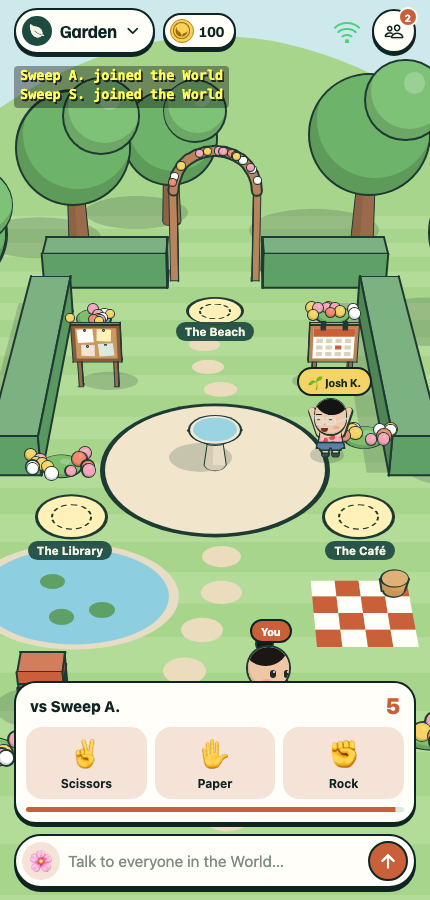 Garden
100
2
Sweep A. joined the World
Sweep S. joined the World
The Beach
Josh K.
The Library
The Café
You
vs Sweep A.
5
Scissors
Paper
Rock
Talk to everyone in the World...